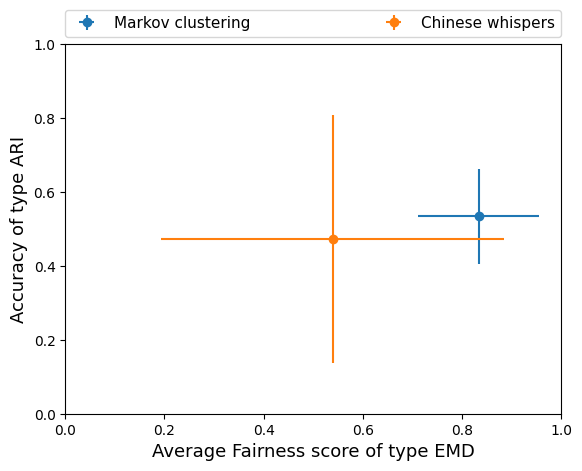 Markov clustering Chinese whispers
1.0
0.8
0.6
0.4
0.2
0.0
Accuracy of type ARI
0.0 0.2 0.4 0.6 0.8 1.0
Average Fairness score of type EMD